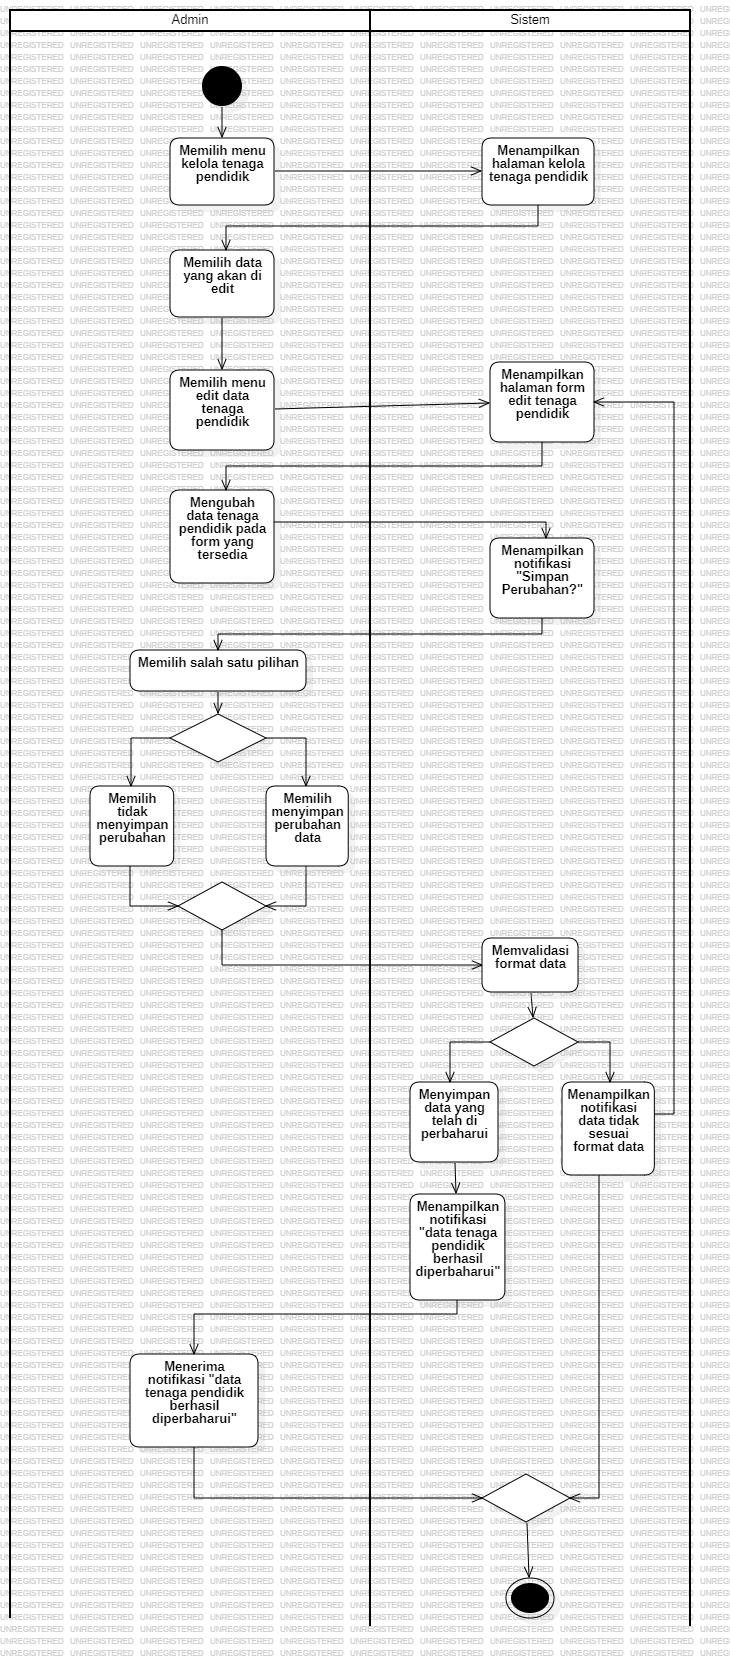 Admin
Sistem
Memilih menu
kelola tenaga
pendidik
Menampilkan
halaman kelola
tenaga pendidik
Memilih data
yang akan di
edit
Memilih menu
edit data
tenaga
pendidik
Menampilkan
halaman form
edit tenaga
pendidik
Mengubah
data tenaga
pendidik pada
form yang
tersedia
Menampilkan
notifikasi
"Simpan
Perubahan?"
Memilih salah satu pilihan
Memilih
tidak
menyimpan
perubahan
Memilih
menyimpan
perubahan
data
Memvalidasi
format data
Menyimpan
data yang
telah di
perbaharui
Menampilkan
notifikasi
data tidak
sesuai
format data
Menampilkan
notifikasi
"data tenaga
pendidik
berhasil
diperbaharui"
Menerima
notifikasi "data
tenaga pendidik
berhasil
diperbaharui"
UNREGISTERED